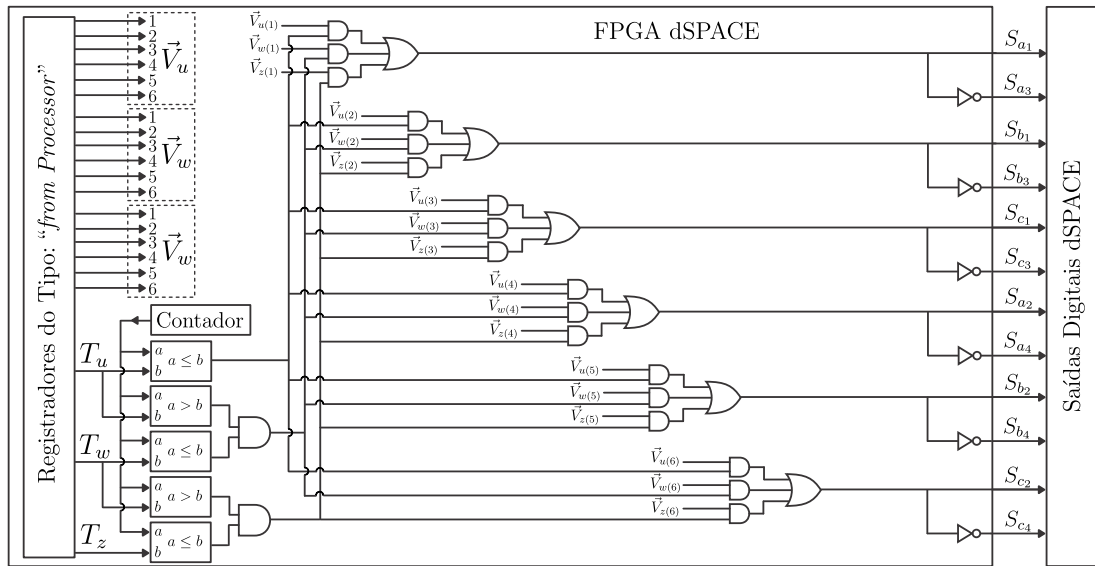 Registradores do Tipo: “from Processor”
1
2
3
4
5
6
V⃗u
1
2
3
4
5
6
V⃗w
1
2
3
4
5
6
V⃗w
Contador
Tu
a
b
a ≤ b
a
b
a > b
Tw
a
b
a ≤ b
a
b
a > b
Tz
a
b
a ≤ b
FPGA dSPACE
V⃗u(1)
V⃗w(1)
V⃗z(1)
V⃗u(2)
V⃗w(2)
V⃗z(2)
V⃗u(3)
V⃗w(3)
V⃗z(3)
V⃗u(4)
V⃗w(4)
V⃗z(4)
V⃗u(5)
V⃗w(5)
V⃗z(5)
V⃗u(6)
V⃗w(6)
V⃗z(6)
Sa1
Sa3
Sb1
Sb3
Sc1
Sc3
Sa2
Sa4
Sb2
Sb4
Sc2
Sc4
Saídas Digitais dSPACE